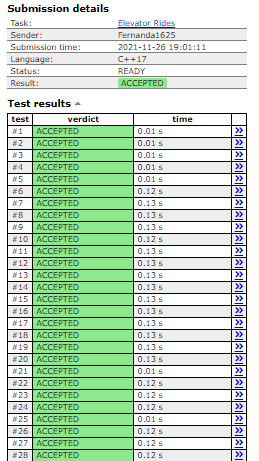 Submission details
Task: Elevator Rides
Sender: Fernanda1625
Submission time: 2021-11-26 19:01:11
Language: C++17
Status: READY
Result: ACCEPTED
Test results
test verdict time
#1 ACCEPTED 0.01 s »
#2 ACCEPTED 0.01 s »
#3 ACCEPTED 0.01 s »
#4 ACCEPTED 0.01 s »
#5 ACCEPTED 0.01 s »
#6 ACCEPTED 0.12 s »
#7 ACCEPTED 0.13 s »
#8 ACCEPTED 0.13 s »
#9 ACCEPTED 0.13 s »
#10 ACCEPTED 0.12 s »
#11 ACCEPTED 0.13 s »
#12 ACCEPTED 0.13 s »
#13 ACCEPTED 0.13 s »
#14 ACCEPTED 0.13 s »
#15 ACCEPTED 0.13 s »
#16 ACCEPTED 0.13 s »
#17 ACCEPTED 0.13 s »
#18 ACCEPTED 0.13 s »
#19 ACCEPTED 0.13 s »
#20 ACCEPTED 0.13 s »
#21 ACCEPTED 0.01 s »
#22 ACCEPTED 0.12 s »
#23 ACCEPTED 0.12 s »
#24 ACCEPTED 0.12 s »
#25 ACCEPTED 0.01 s »
#26 ACCEPTED 0.12 s »
#27 ACCEPTED 0.12 s »
#28 ACCEPTED 0.12 s »